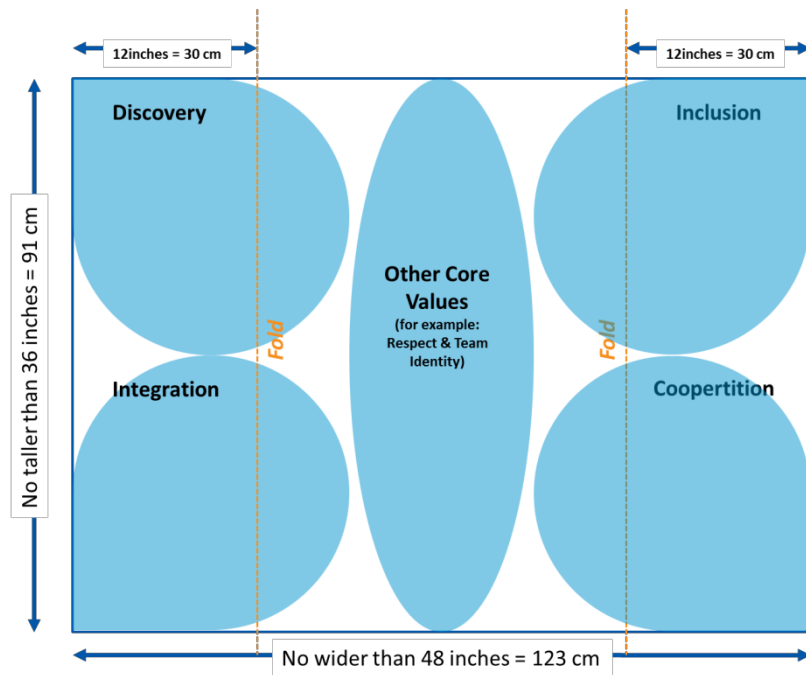 12inches = 30 cm
12inches = 30 cm
Discovery
Inclusion
No taller than 36 inches = 91 cm
Other Core
Values
(for example:
Respect & Team
Identity)
Fold
Fold
Integration
Coopertition
No wider than 48 inches = 123 cm